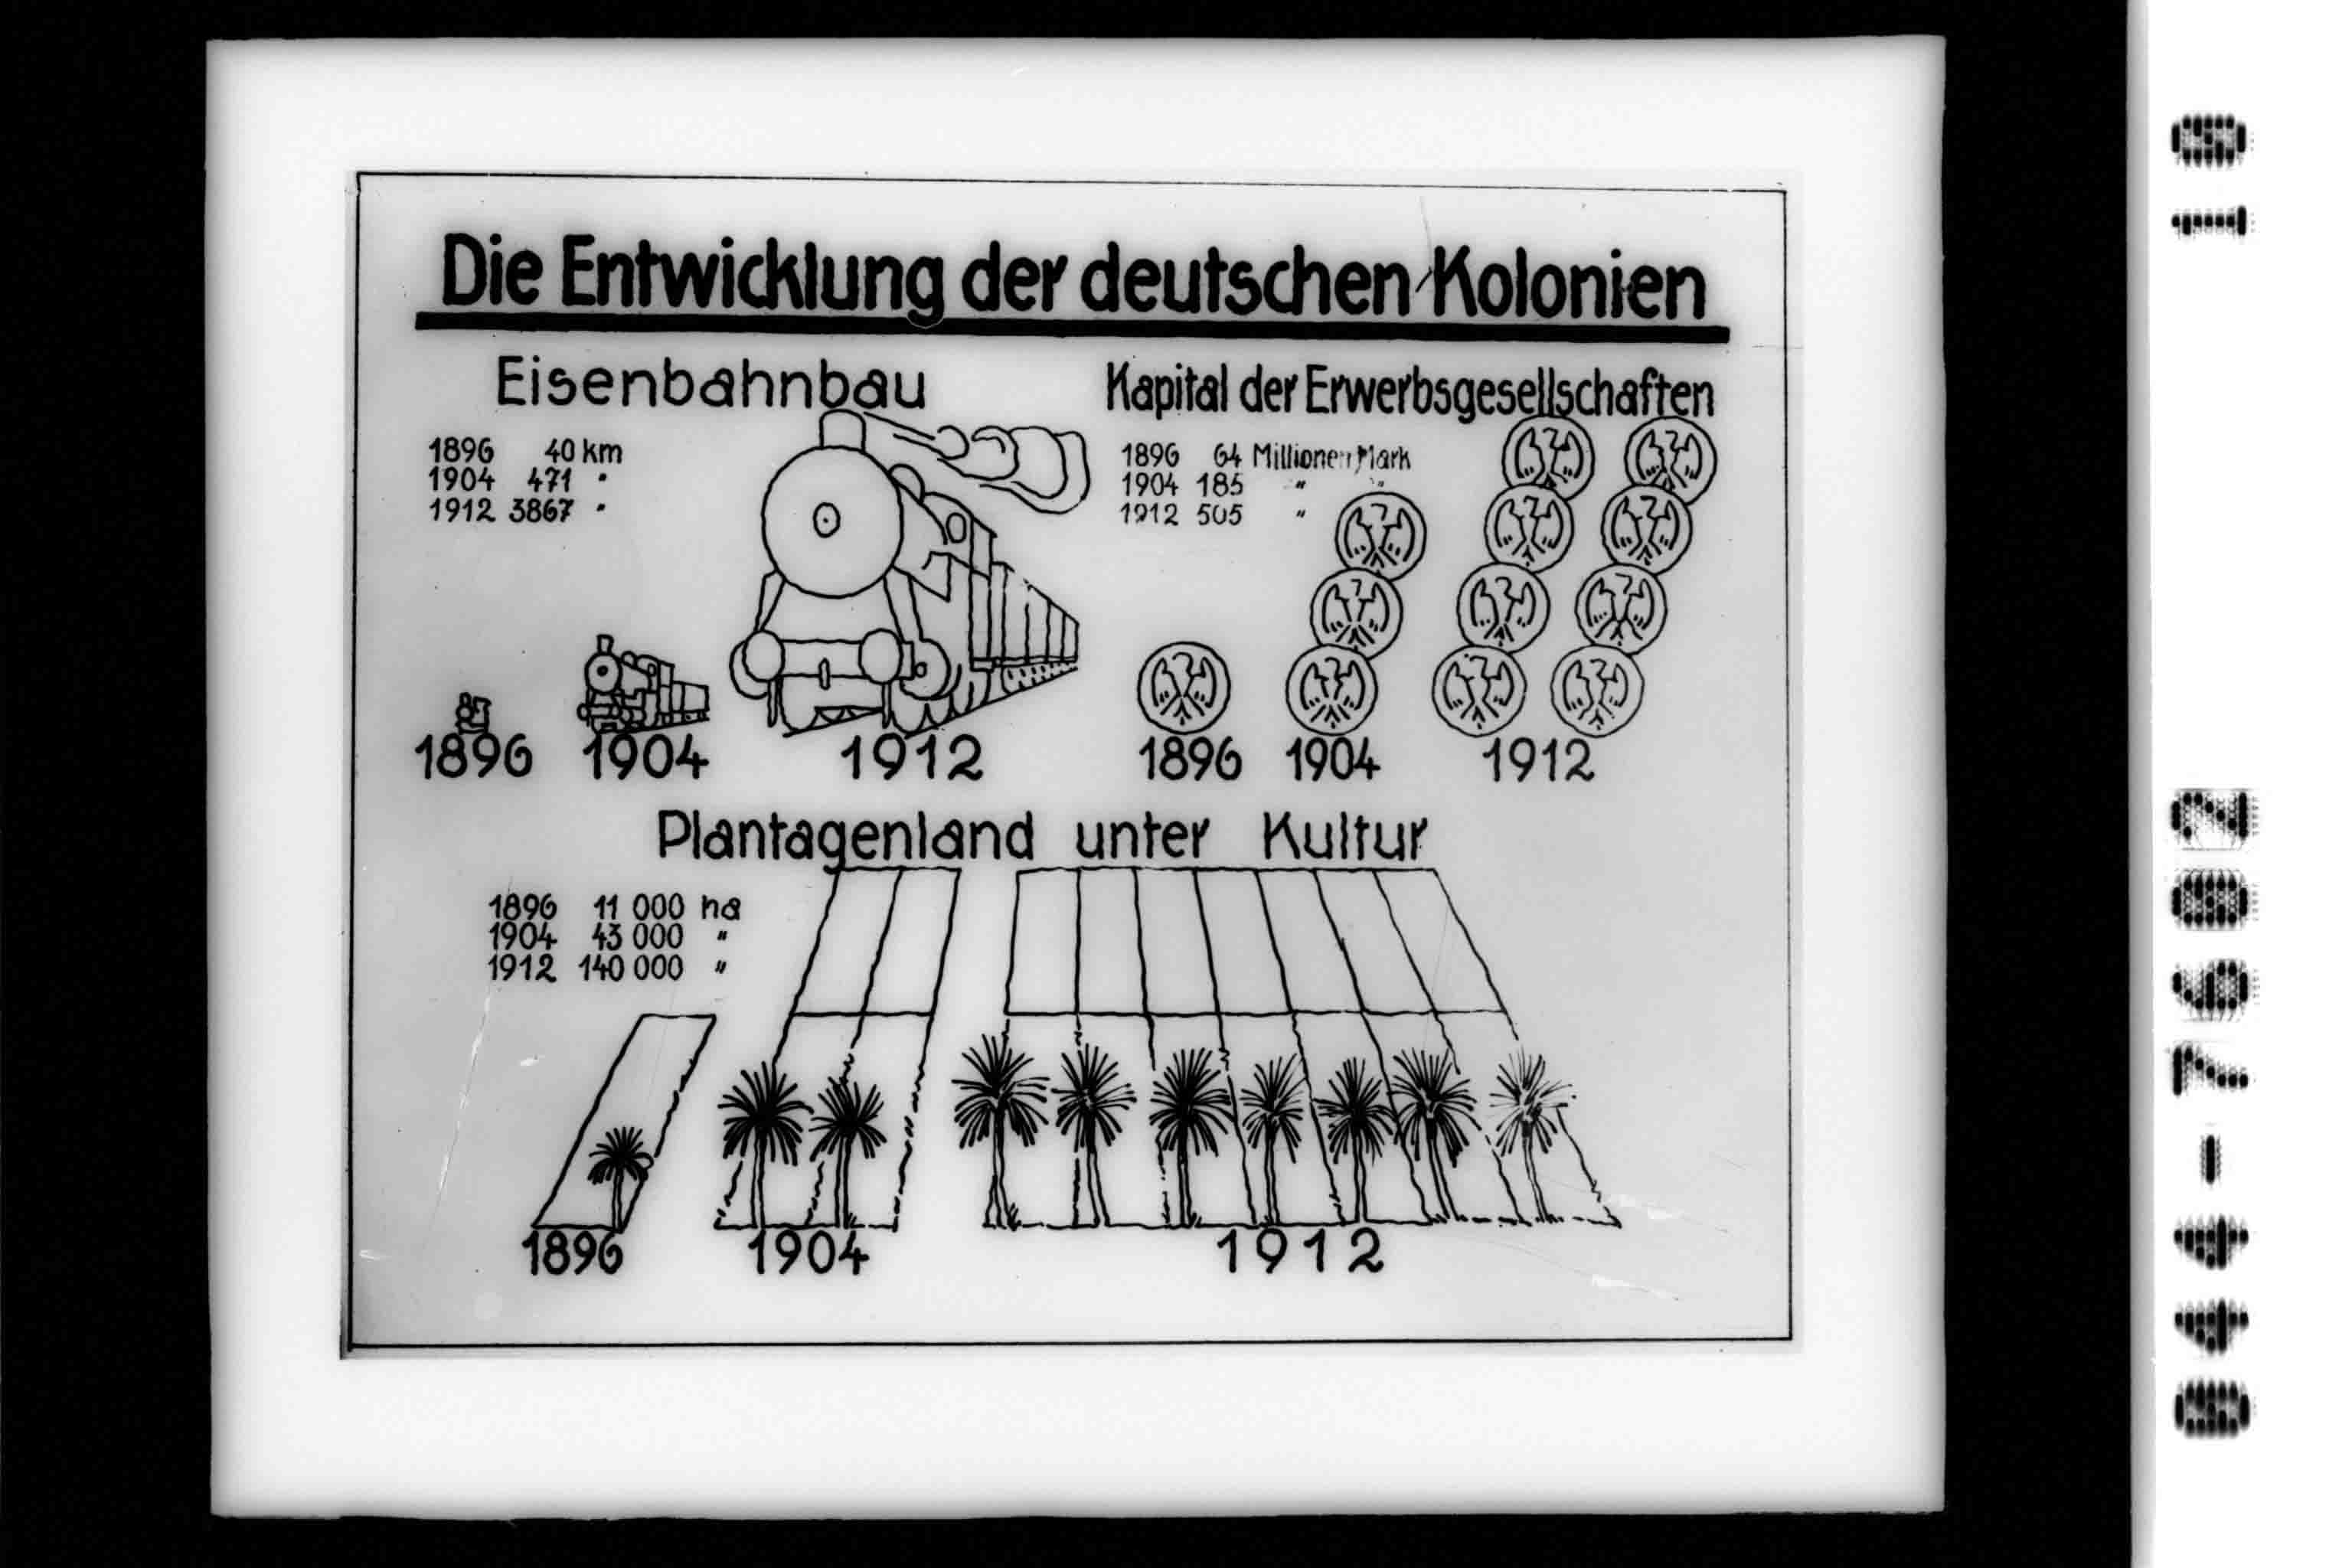 Die Entwicklung der deutschen Kolonien
Eisenbahnbau
1896 40 km
1904 471 "
1912 3867 "
1896 1904 1912
Kapital der Erwerbsgesellschaften
1896 64 Millionen Mark
1904 185 " "
1912 505 "
1896 1904 1912
Plantagenland unter Kultur
1896 11 000 ha
1904 43 000 "
1912 140 000 "
1896 1904 1912